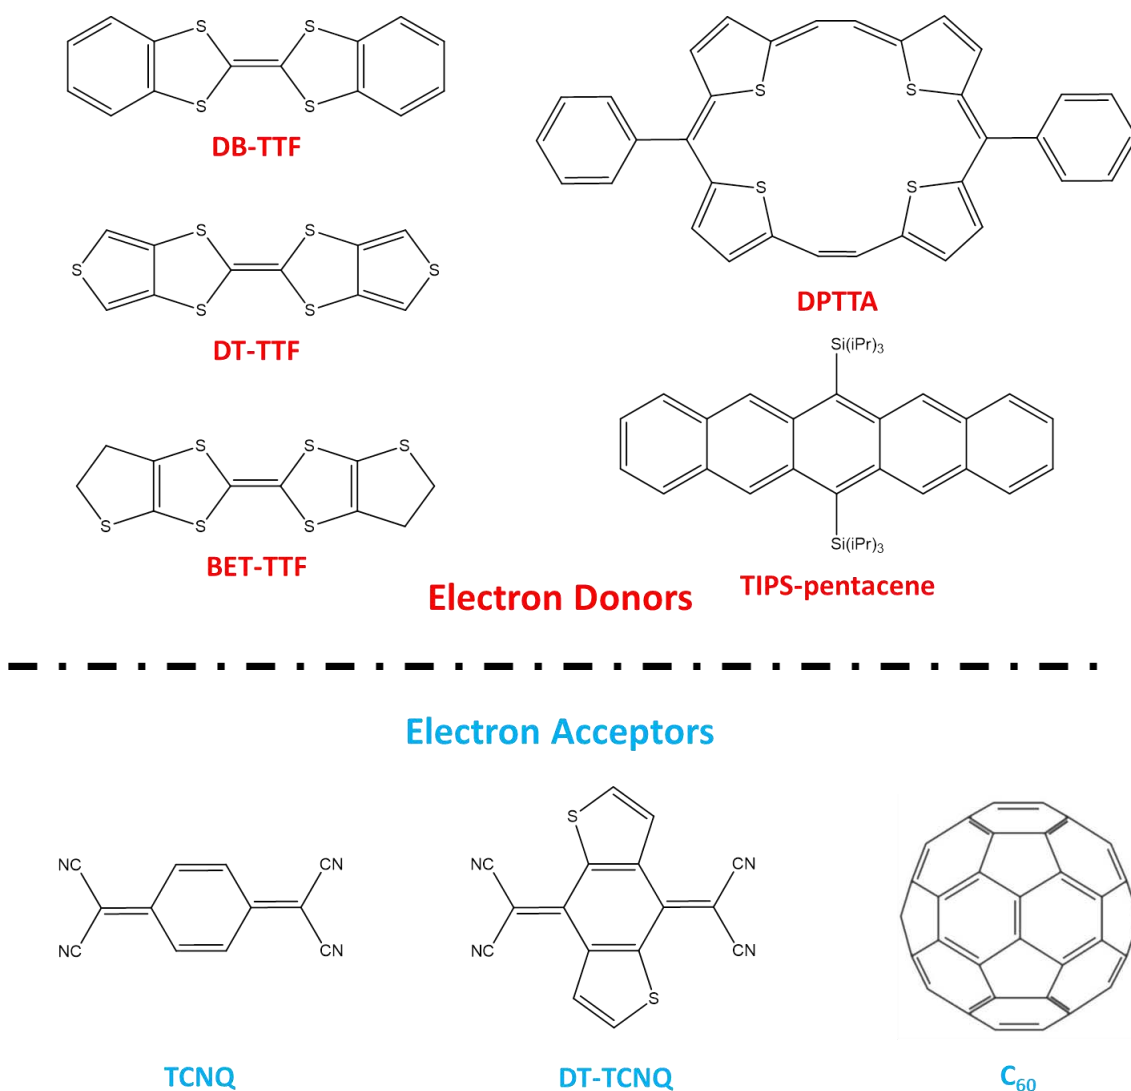 S S
S S
DB-TTF
S S
S S
DPTTA
S S
S S
S S
DT-TTF
Si(iPr)3
S S S
S S S
BET-TTF
Si(iPr)3
TIPS-pentacene
Electron Donors
Electron Acceptors
NC CN
NC CN
TCNQ
S
NC CN
NC CN
S
DT-TCNQ
C60